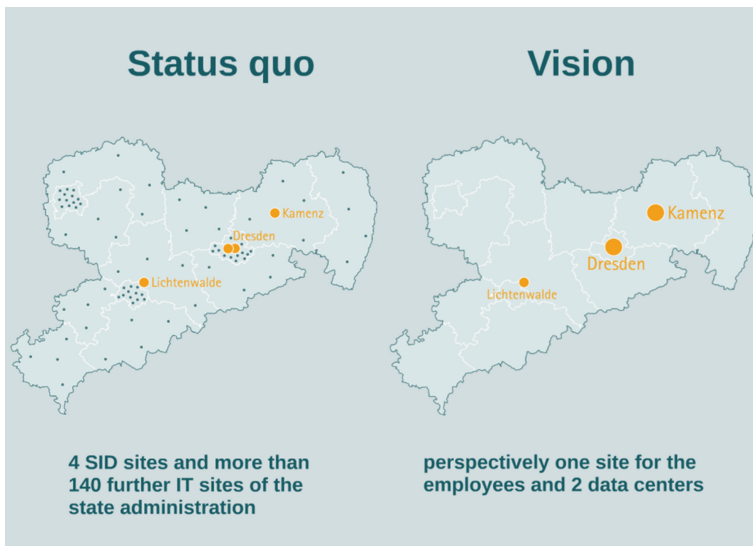 Status quo
Kamenz
Dresden
Lichtenwalde
4 SID sites and more than
140 further IT sites of the
state administration
Vision
Kamenz
Dresden
Lichtenwalde
perspectively one site for the
employees and 2 data centers